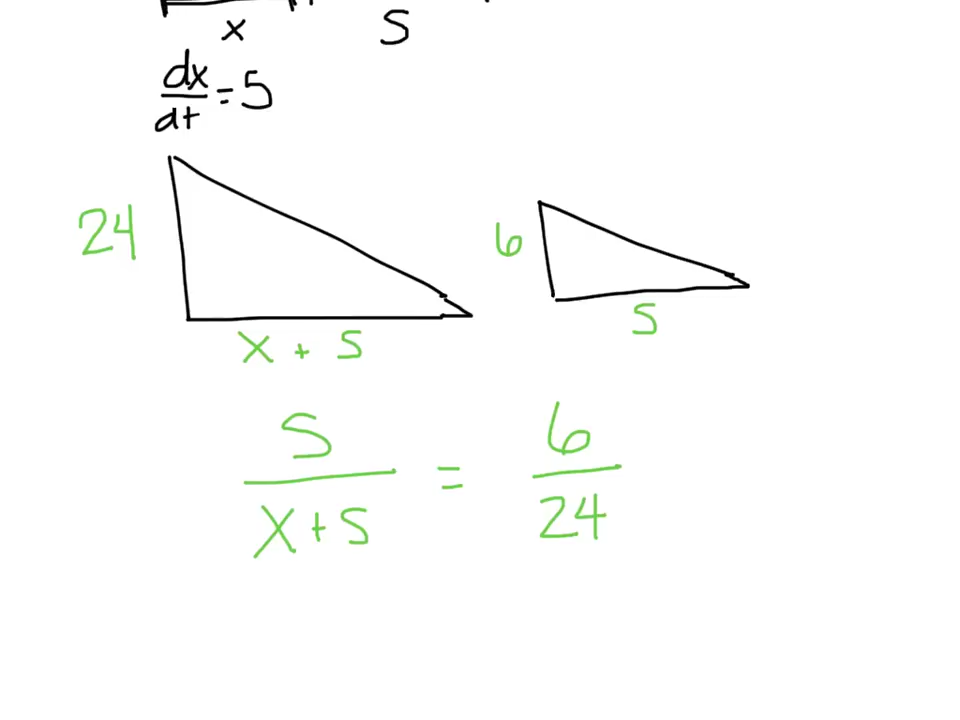 x S
dx/dt = 5
24 6
x + S S
S/(x+S) = 6/24